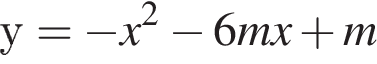 y = −x² − 6mx + m